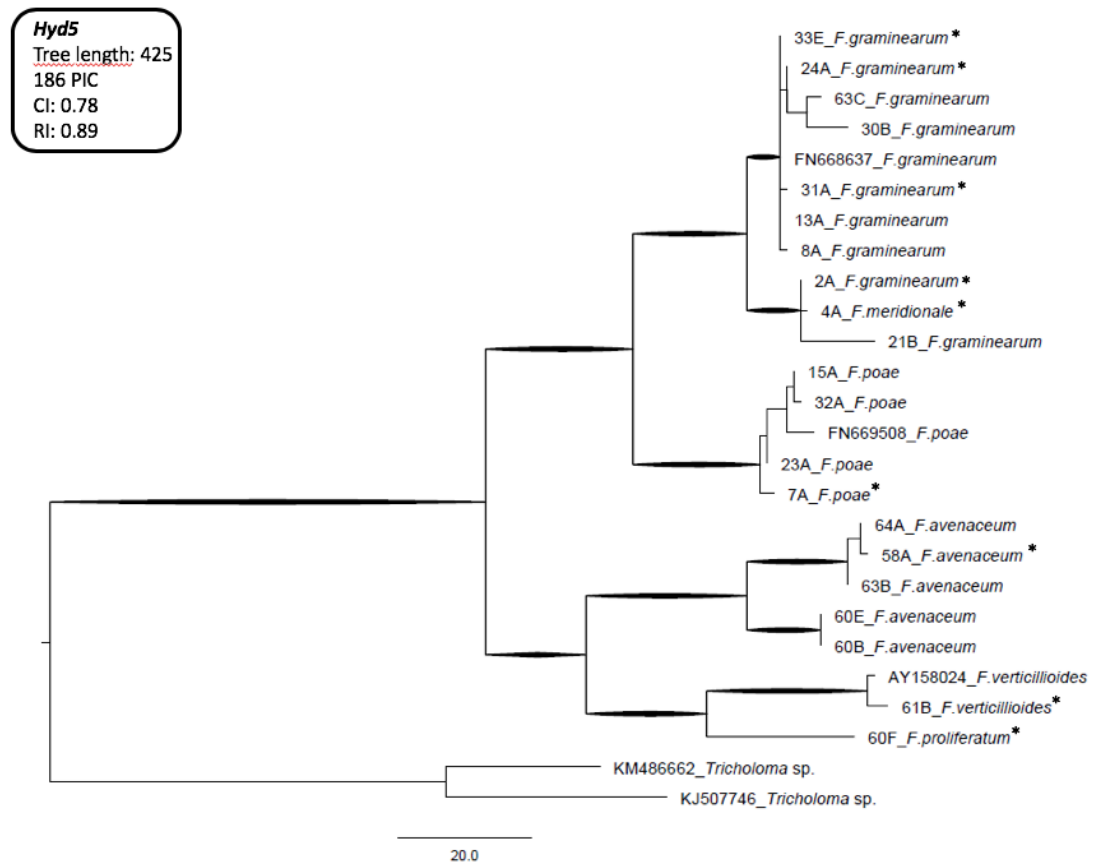 Hyd5
Tree length: 425
186 PIC
CI: 0.78
RI: 0.89
33E_F.graminearum*
24A_F.graminearum*
63C_F.graminearum
30B_F.graminearum
FN668637_F.graminearum
31A_F.graminearum*
13A_F.graminearum
8A_F.graminearum
2A_F.graminearum*
4A_F.meridionale*
21B_F.graminearum
15A_F.poae
32A_F.poae
FN669508_F.poae
23A_F.poae
7A_F.poae*
64A_F.avenaceum
58A_F.avenaceum*
63B_F.avenaceum
60E_F.avenaceum
60B_F.avenaceum
AY158024_F.verticillioides
61B_F.verticillioides*
60F_F.proliferatum*
KM486662_Tricholoma sp.
KJ507746_Tricholoma sp.
20.0